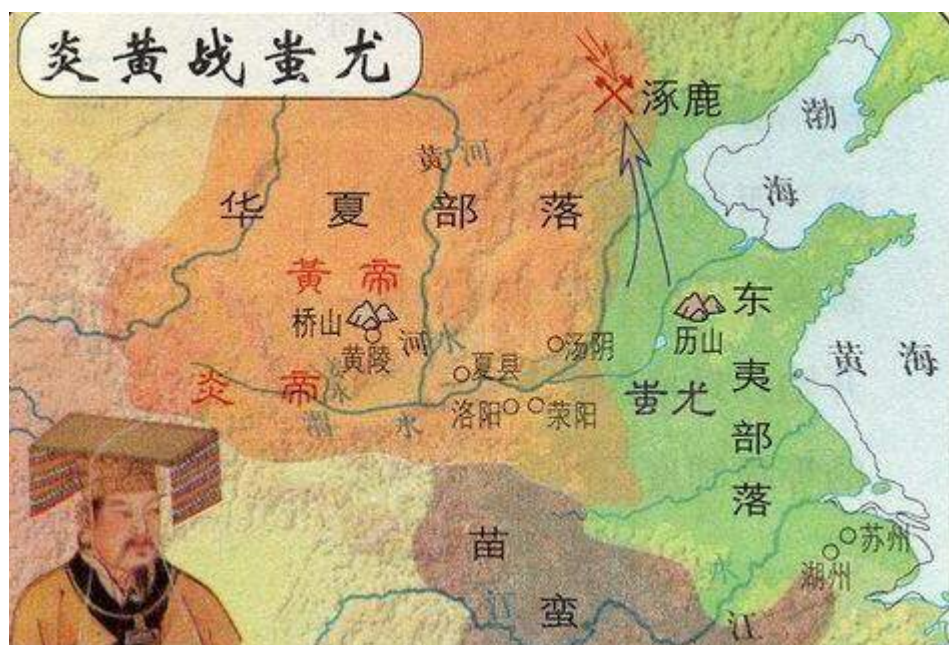 炎黄战蚩尤
涿鹿
渤
海
黄河
华夏部落
黄帝
桥山
黄陵
河水
汤阴
夏县
历山
东夷部落
黄海
炎帝
蚩尤
洛阳
荥阳
渭水
苗
蛮
苏州
湖州
江
水
江